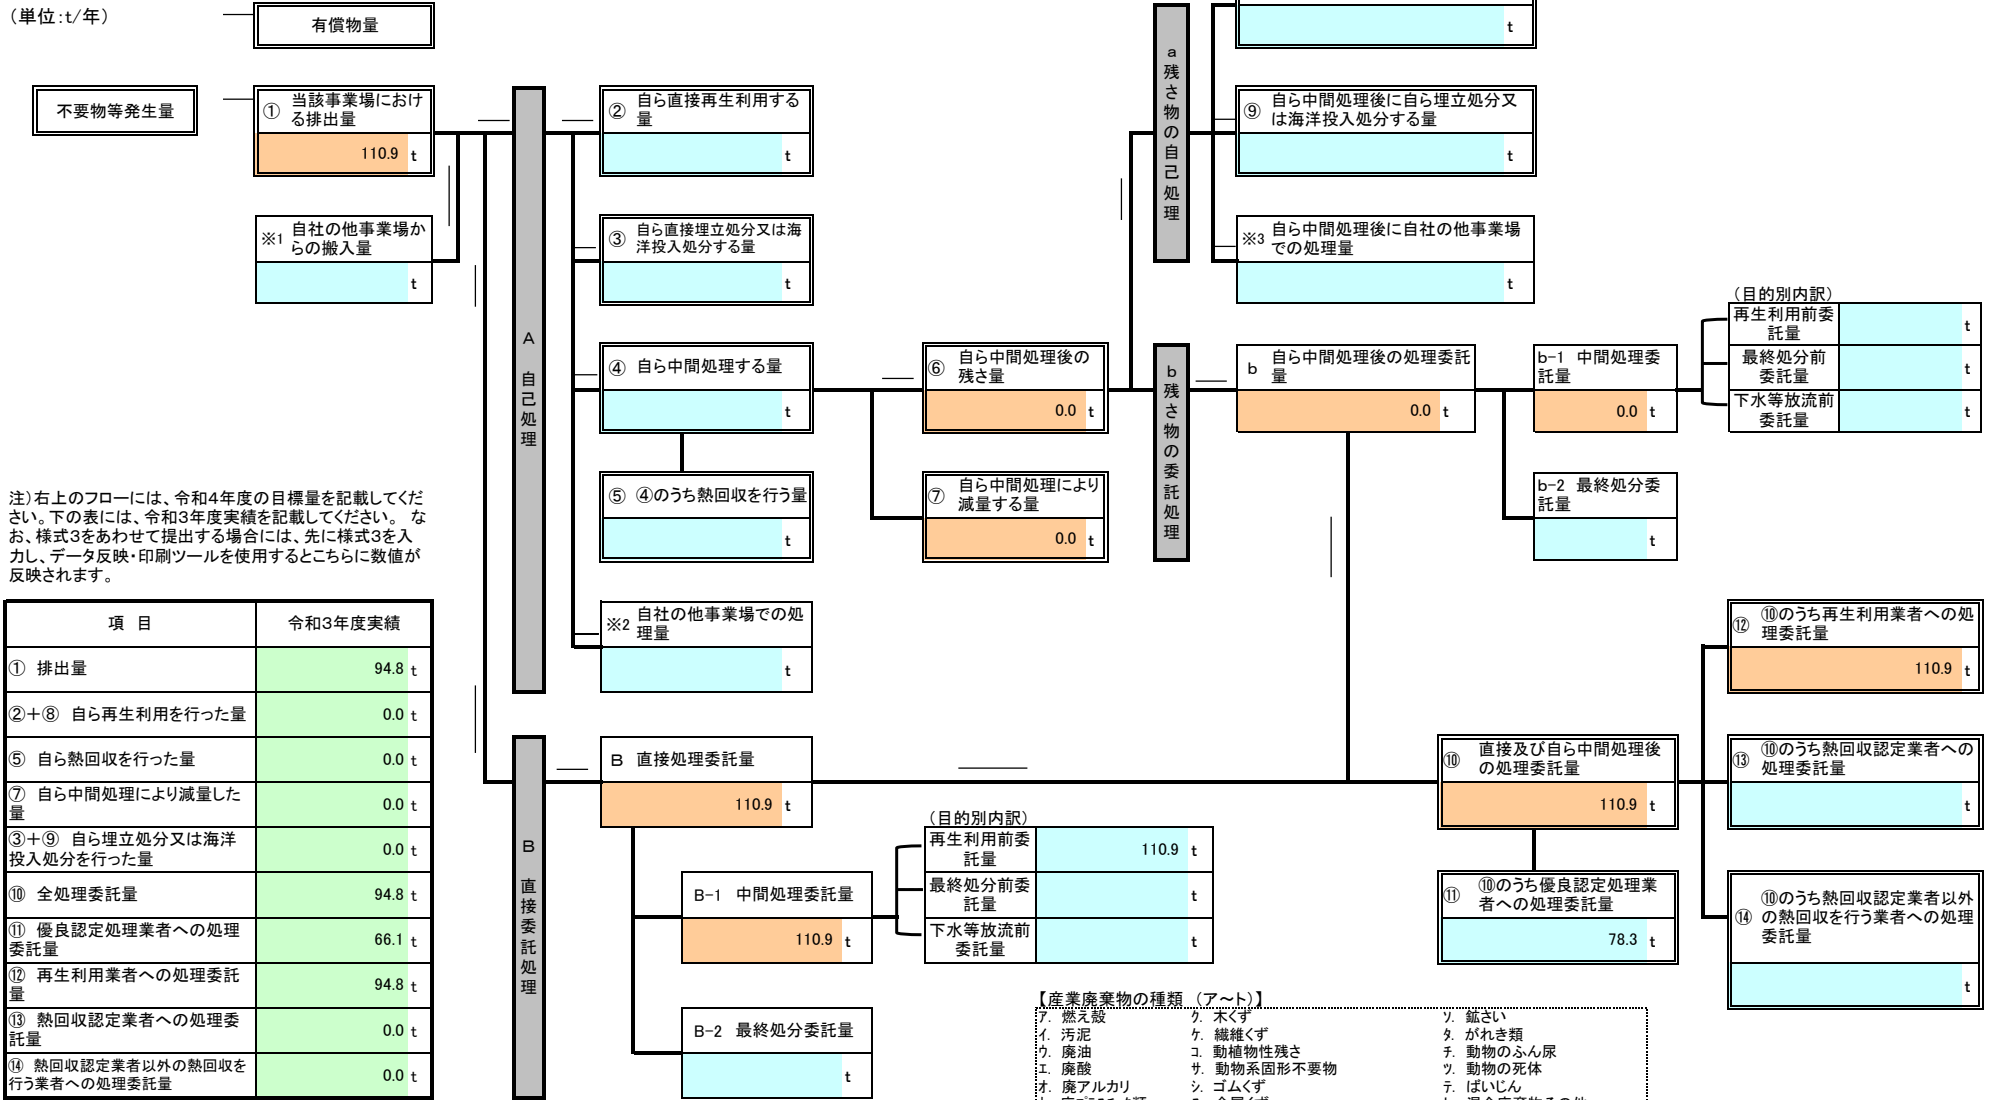 （単位：t/年）
有償物量
t
不要物等発生量
① 当該事業場におけ
る排出量
110.9 t
※1 自社の他事業場か
らの搬入量
t
A 自己処理
② 自ら直接再生利用する
量
t
③ 自ら直接埋立処分又は海
洋投入処分する量
t
④ 自ら中間処理する量
t
⑤ ④のうち熱回収を行う量
t
※2 自社の他事業場での処
理量
t
⑥ 自ら中間処理後の
残さ量
0.0 t
⑦ 自ら中間処理により
減量する量
0.0 t
a 残さ物の自己処理
⑨ 自ら中間処理後に自ら埋立処分又
は海洋投入処分する量
t
※3 自ら中間処理後に自社の他事業場
での処理量
t
b 残さ物の委託処理
b 自ら中間処理後の処理委託
量
0.0 t
b-1 中間処理委
託量
0.0 t
b-2 最終処分委
託量
t
（目的別内訳）
再生利用前委
託量
t
最終処分前
委託量
t
下水等放流前
委託量
t
注）右上のフローには、令和４年度の目標量を記載してくだ
さい。下の表には、令和３年度実績を記載してください。 な
お、様式３をあわせて提出する場合には、先に様式３を入
力し、データ反映・印刷ツールを使用するとこちらに数値が
反映されます。
項 目 令和３年度実績
① 排出量 94.8 t
②＋⑧ 自ら再生利用を行った量 0.0 t
⑤ 自ら熱回収を行った量 0.0 t
⑦ 自ら中間処理により減量した
量 0.0 t
③＋⑨ 自ら埋立処分又は海洋
投入処分を行った量 0.0 t
⑩ 全処理委託量 94.8 t
⑪ 優良認定処理業者への処理
委託量 66.1 t
⑫ 再生利用業者への処理委託
量 94.8 t
⑬ 熱回収認定業者への処理委
託量 0.0 t
⑭ 熱回収認定業者以外の熱回収を
行う業者への処理委託量 0.0 t
B 直接委託処理
B 直接処理委託量
110.9 t
B-1 中間処理委託量
110.9 t
B-2 最終処分委託量
t
（目的別内訳）
再生利用前委
託量
110.9 t
最終処分前委
託量
t
下水等放流前
委託量
t
⑩ 直接及び自ら中間処理後
の処理委託量
110.9 t
⑪ ⑩のうち優良認定処理業
者への処理委託量
78.3 t
⑫ ⑩のうち再生利用業者への処
理委託量
110.9 t
⑬ ⑩のうち熱回収認定業者への
処理委託量
t
⑭ ⑩のうち熱回収認定業者以外
の熱回収を行う業者への処理
委託量
t
【産業廃棄物の種類 （ア～ト）】
ア. 燃え殻 ク. 木くず ソ. 鉱さい
イ. 汚泥 ケ. 繊維くず タ. がれき類
ウ. 廃油 コ. 動植物性残さ チ. 動物のふん尿
エ. 廃酸 サ. 動物系固形不要物 ツ. 動物の死体
オ. 廃アルカリ シ. ゴムくず テ. ばいじん